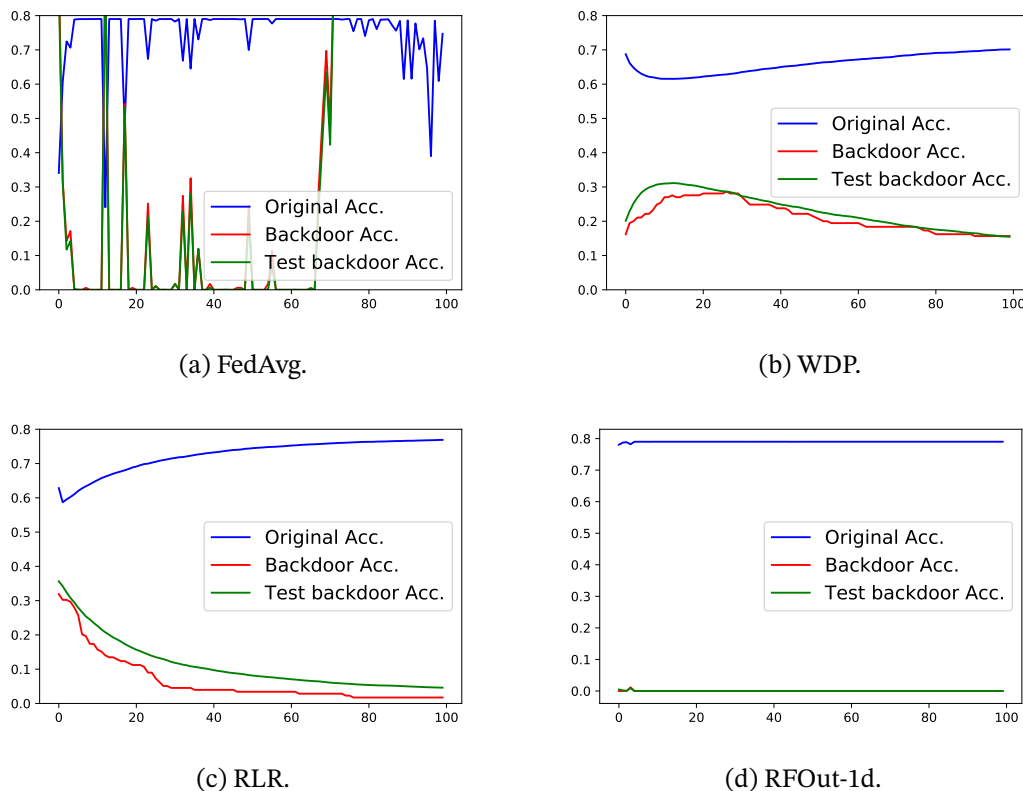 0.8
0.7
0.6
0.5
0.4
0.3
0.2
0.1
0.0
0 20 40 60 80 100
Original Acc.
Backdoor Acc.
Test backdoor Acc.
(a) FedAvg.
0.8
0.7
0.6
0.5
0.4
0.3
0.2
0.1
0.0
0 20 40 60 80 100
Original Acc.
Backdoor Acc.
Test backdoor Acc.
(b) WDP.
0.8
0.7
0.6
0.5
0.4
0.3
0.2
0.1
0.0
0 20 40 60 80 100
Original Acc.
Backdoor Acc.
Test backdoor Acc.
(c) RLR.
0.8
0.7
0.6
0.5
0.4
0.3
0.2
0.1
0.0
0 20 40 60 80 100
Original Acc.
Backdoor Acc.
Test backdoor Acc.
(d) RFOut-1d.